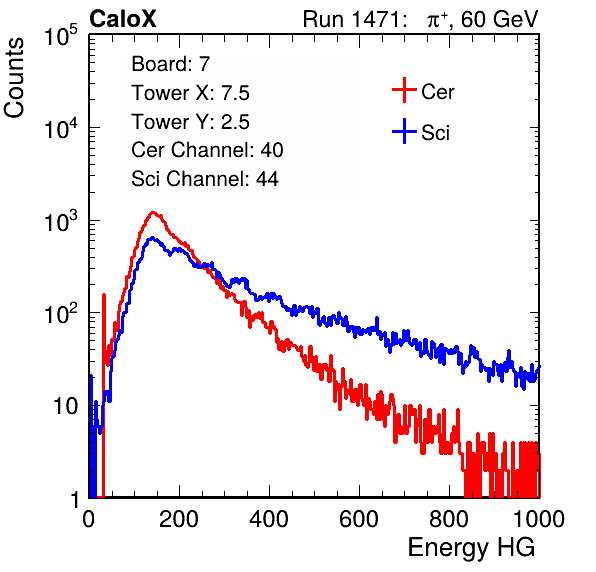 CaloX Run 1471: π⁺, 60 GeV
Counts
10⁵
10⁴
10³
10²
10
1
Board: 7
Tower X: 7.5
Tower Y: 2.5
Cer Channel: 40
Sci Channel: 44
Cer
Sci
0 200 400 600 800 1000
Energy HG